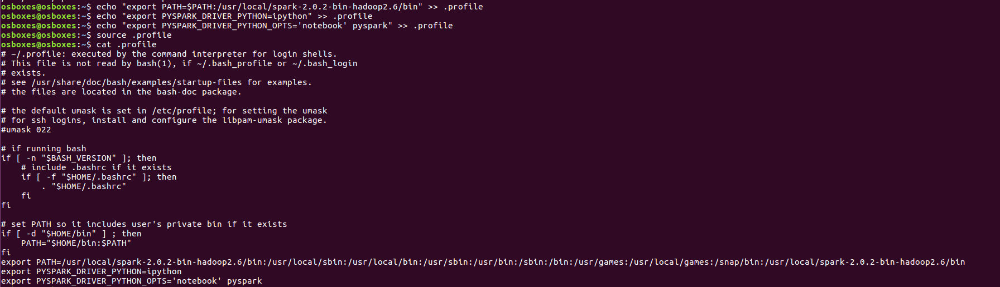 osboxes@osboxes:~$ echo "export PATH=$PATH:/usr/local/spark-2.0.2-bin-hadoop2.6/bin" >> .profile
osboxes@osboxes:~$ echo "export PYSPARK_DRIVER_PYTHON=ipython" >> .profile
osboxes@osboxes:~$ echo "export PYSPARK_DRIVER_PYTHON_OPTS='notebook' pyspark" >> .profile
osboxes@osboxes:~$ source .profile
osboxes@osboxes:~$ cat .profile
# ~/.profile: executed by the command interpreter for login shells.
# This file is not read by bash(1), if ~/.bash_profile or ~/.bash_login
# exists.
# see /usr/share/doc/bash/examples/startup-files for examples.
# the files are located in the bash-doc package.

# the default umask is set in /etc/profile; for setting the umask
# for ssh logins, install and configure the libpam-umask package.
#umask 022

# if running bash
if [ -n "$BASH_VERSION" ]; then
    # include .bashrc if it exists
    if [ -f "$HOME/.bashrc" ]; then
        . "$HOME/.bashrc"
    fi
fi

# set PATH so it includes user's private bin if it exists
if [ -d "$HOME/bin" ] ; then
    PATH="$HOME/bin:$PATH"
fi
export PATH=/usr/local/spark-2.0.2-bin-hadoop2.6/bin:/usr/local/sbin:/usr/local/bin:/usr/sbin:/usr/bin:/sbin:/bin:/usr/games:/usr/local/games:/snap/bin:/usr/local/spark-2.0.2-bin-hadoop2.6/bin
export PYSPARK_DRIVER_PYTHON=ipython
export PYSPARK_DRIVER_PYTHON_OPTS='notebook' pyspark